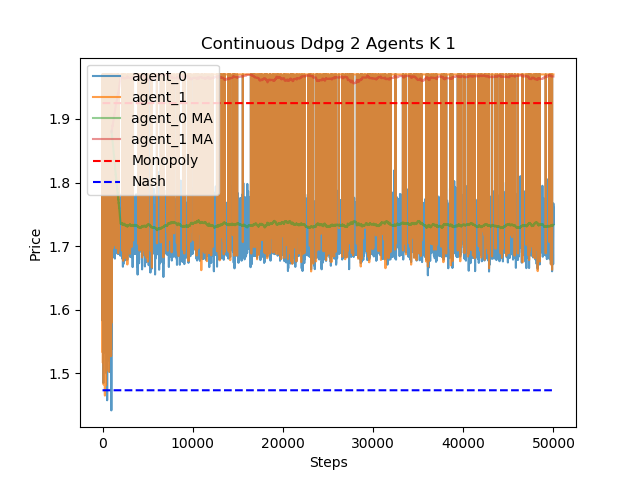 Continuous Ddpg 2 Agents K 1
agent_0
agent_1
agent_0 MA
agent_1 MA
Monopoly
Nash
Price
1.9
1.8
1.7
1.6
1.5
0
10000
20000
30000
40000
50000
Steps